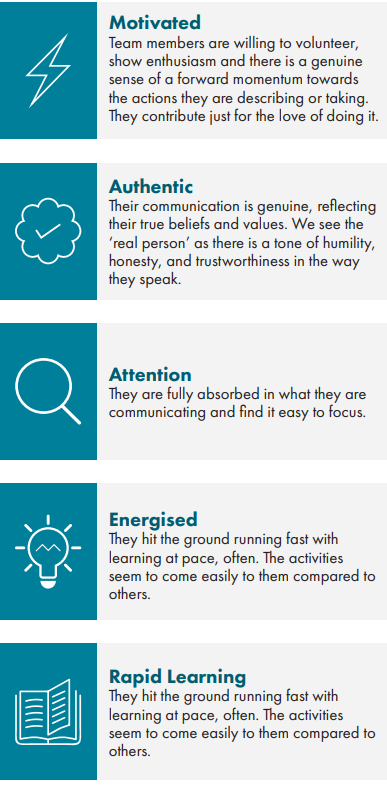 Motivated
Team members are willing to volunteer,
show enthusiasm and there is a genuine
sense of a forward momentum towards
the actions they are describing or taking.
They contribute just for the love of doing it.
Authentic
Their communication is genuine, reflecting
their true beliefs and values. We see the
‘real person’ as there is a tone of humility,
honesty, and trustworthiness in the way
they speak.
Attention
They are fully absorbed in what they are
communicating and find it easy to focus.
Energised
They hit the ground running fast with
learning at pace, often. The activities
seem to come easily to them compared to
others.
Rapid Learning
They hit the ground running fast with
learning at pace, often. The activities
seem to come easily to them compared to
others.